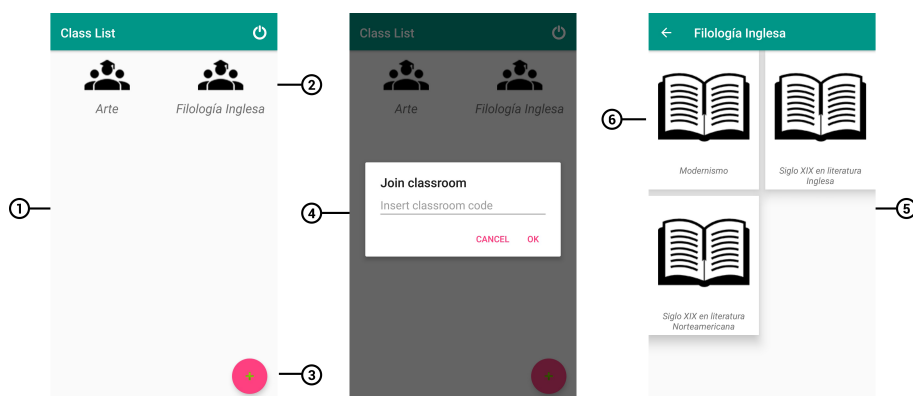 Class List
Arte
Filología Inglesa
1
2
3
Class List
Arte
Filología Inglesa
Join classroom
Insert classroom code
CANCEL
OK
4
Filología Inglesa
Modernismo
Siglo XIX en literatura
Inglesa
Siglo XIX en literatura
Norteamericana
5
6